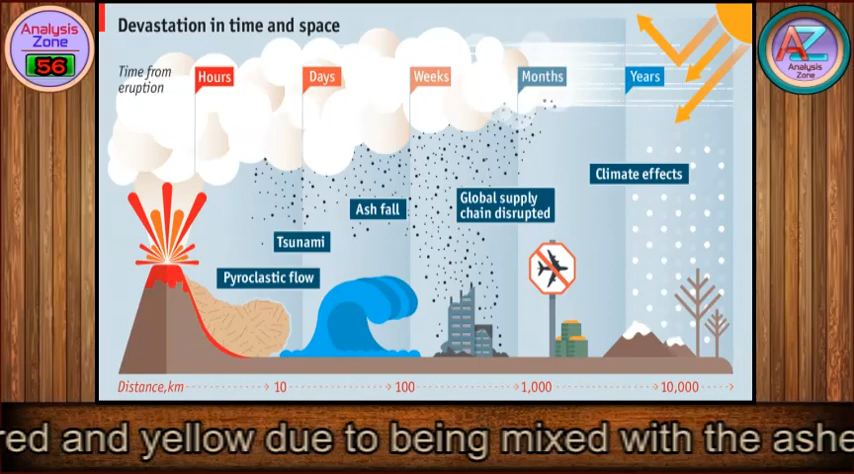 Analysis
Zone
56
Devastation in time and space
AZ
Analysis
Zone
Time from
eruption
Hours
Days
Weeks
Months
Years
Climate effects
Global supply
chain disrupted
Ash fall
Tsunami
Pyroclastic flow
Distance,km
10
100
1,000
10,000
red and yellow due to being mixed with the ashe